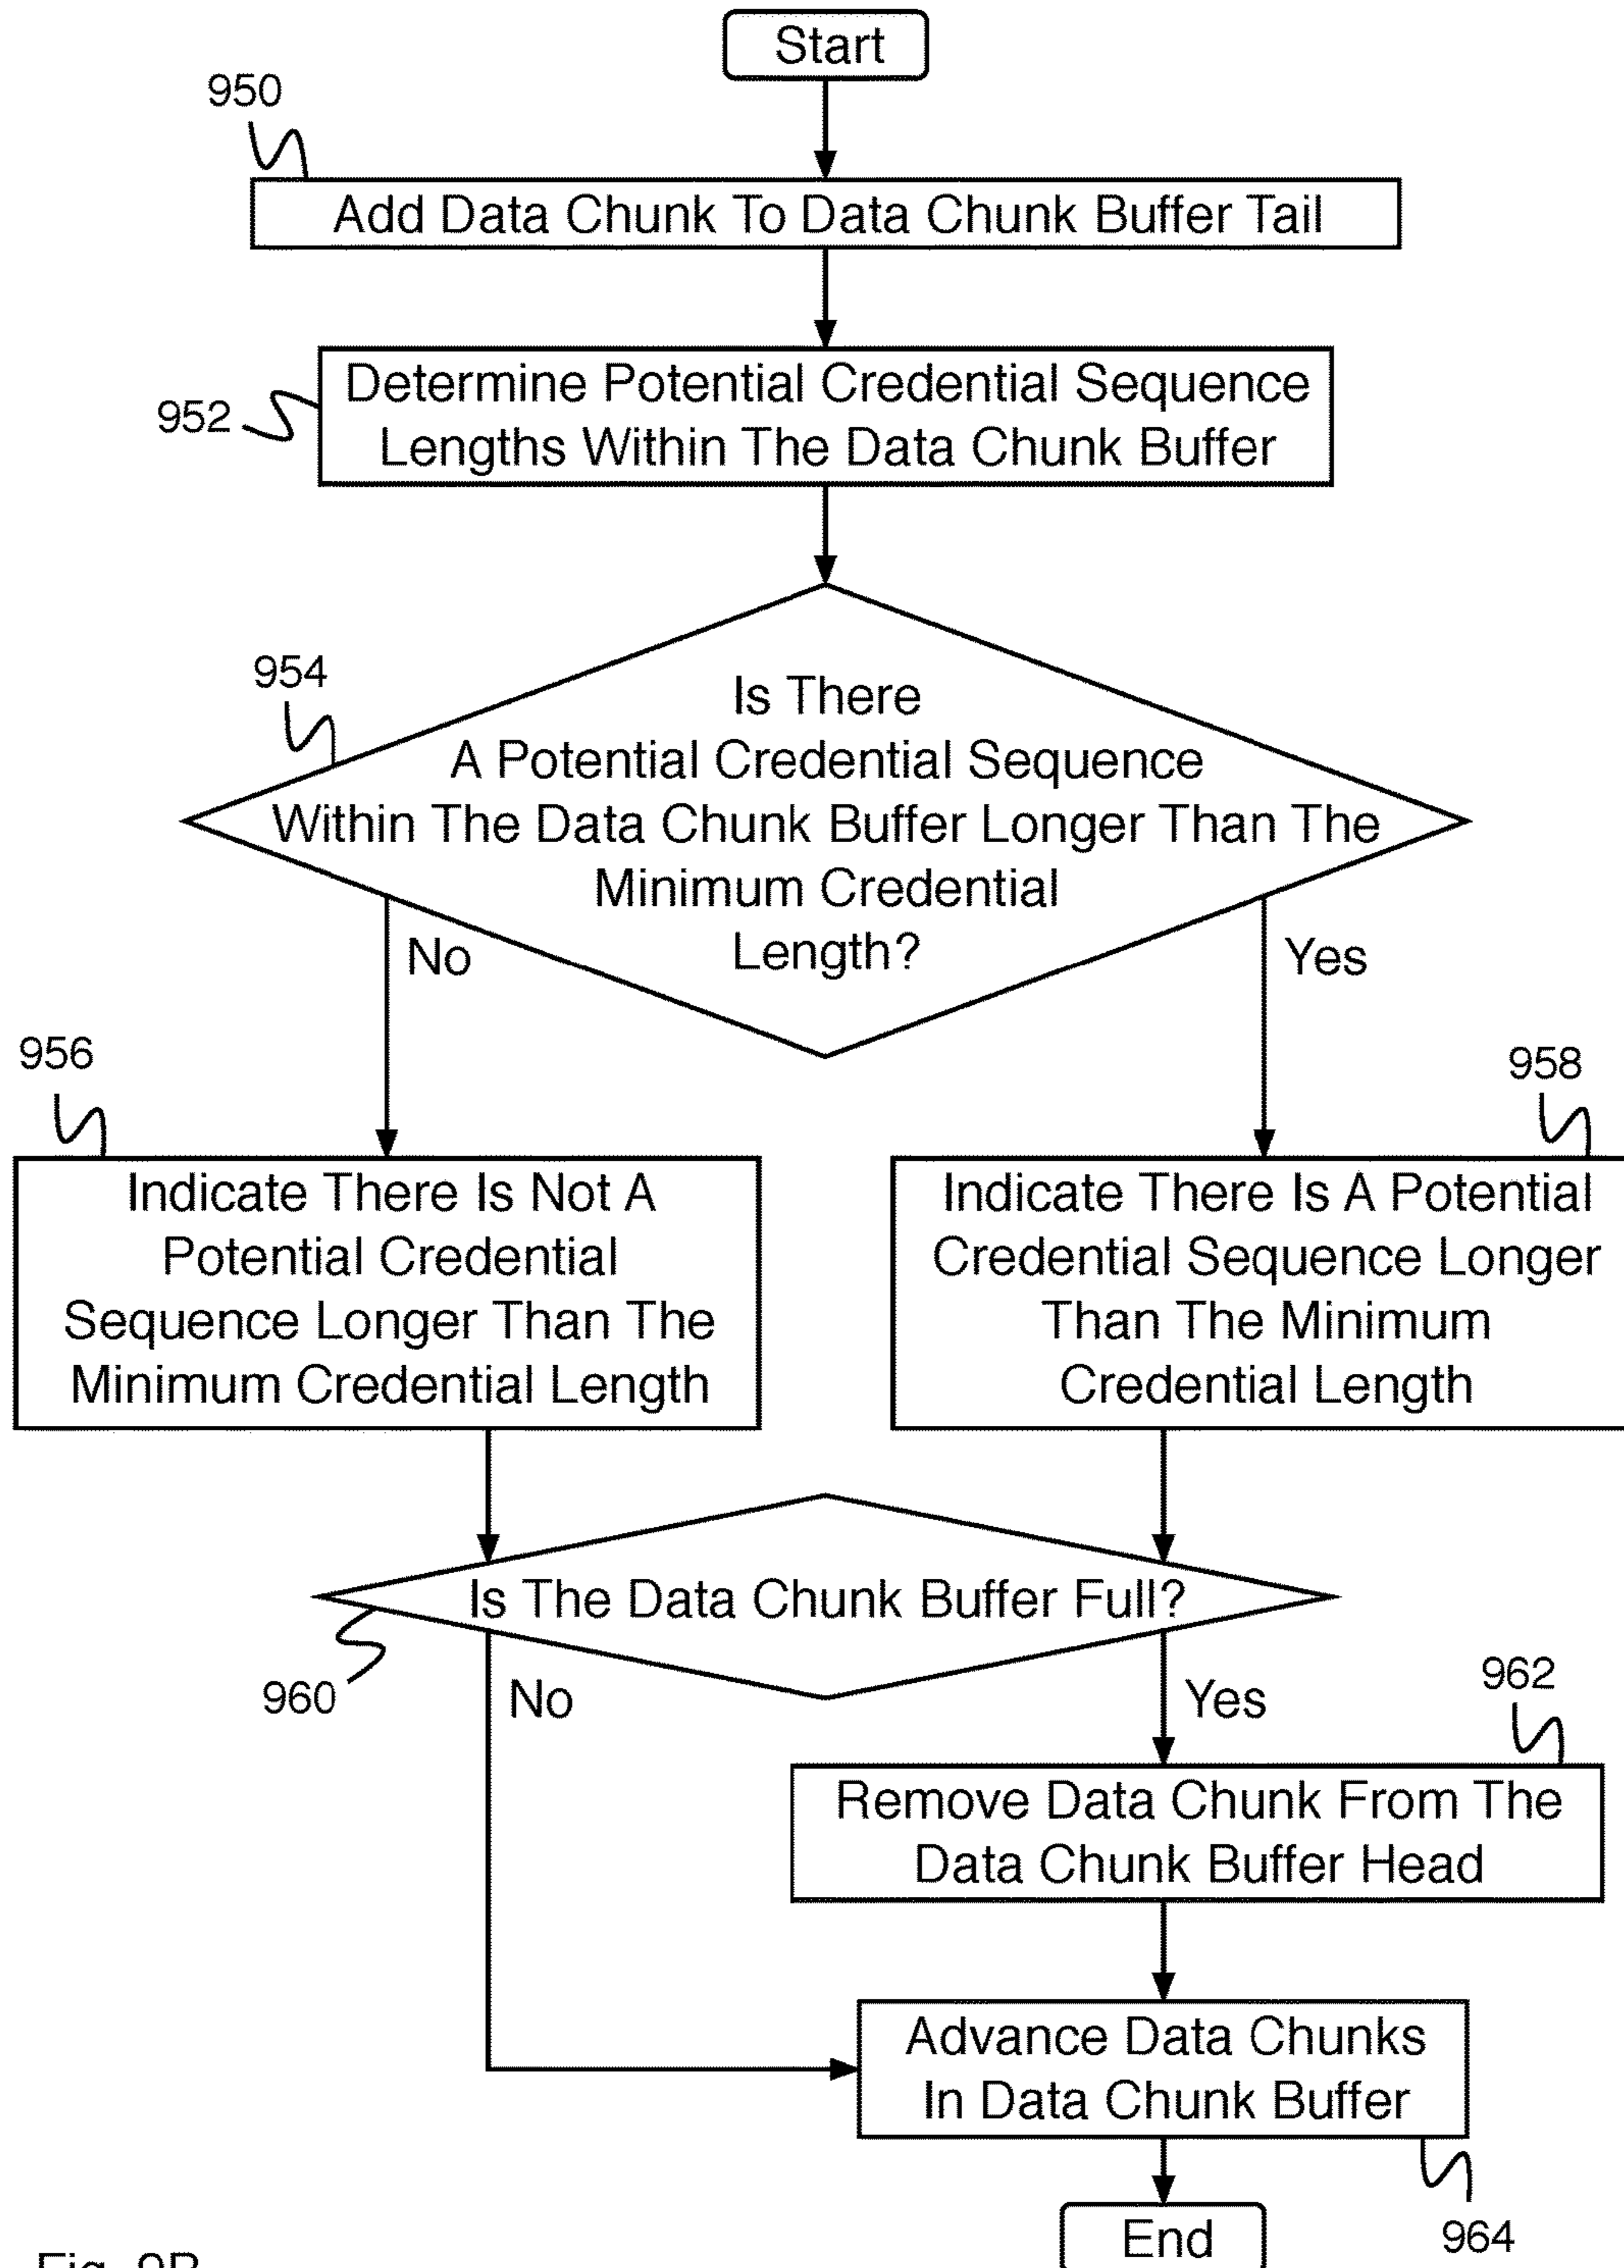 Start
950
Add Data Chunk To Data Chunk Buffer Tail
952
Determine Potential Credential Sequence
Lengths Within The Data Chunk Buffer
954
Is There
A Potential Credential Sequence
Within The Data Chunk Buffer Longer Than The
Minimum Credential
Length?
No
Yes
956
Indicate There Is Not A
Potential Credential
Sequence Longer Than The
Minimum Credential Length
958
Indicate There Is A Potential
Credential Sequence Longer
Than The Minimum
Credential Length
Is The Data Chunk Buffer Full?
960
No
Yes
962
Remove Data Chunk From The
Data Chunk Buffer Head
Advance Data Chunks
In Data Chunk Buffer
964
End
Fig. 9B